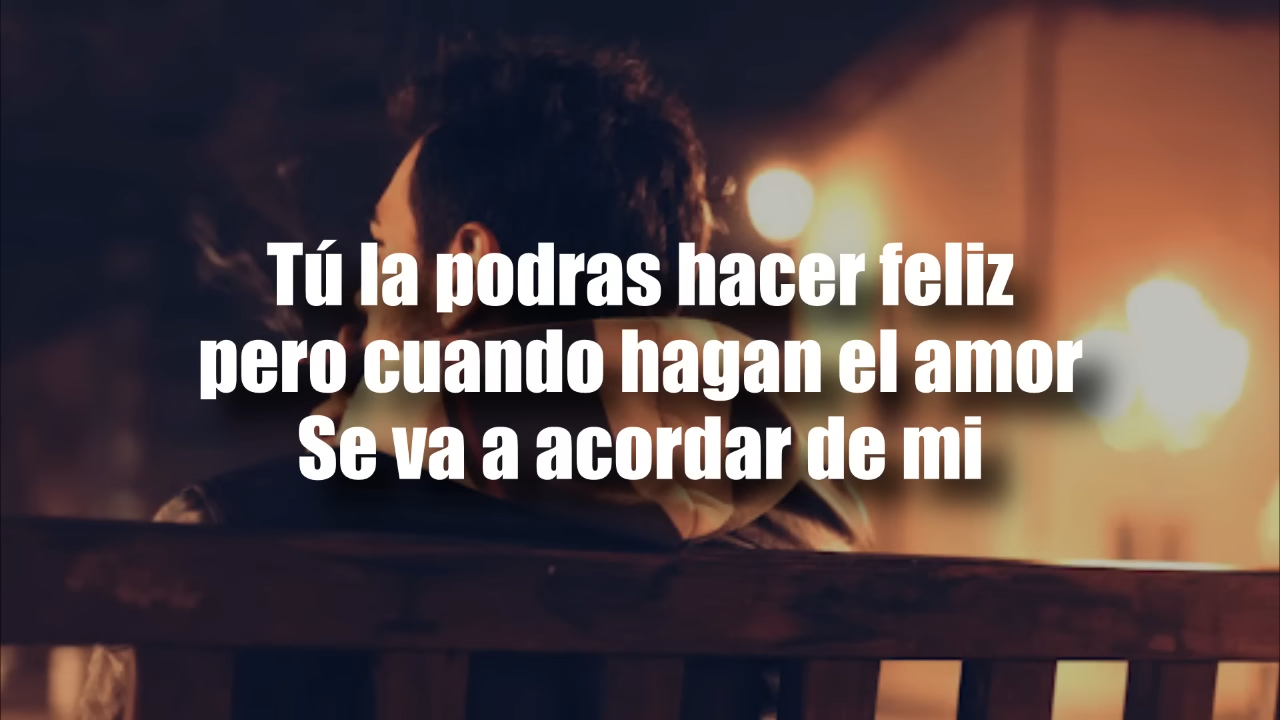 Tú la podras hacer feliz
pero cuando hagan el amor
Se va a acordar de mi